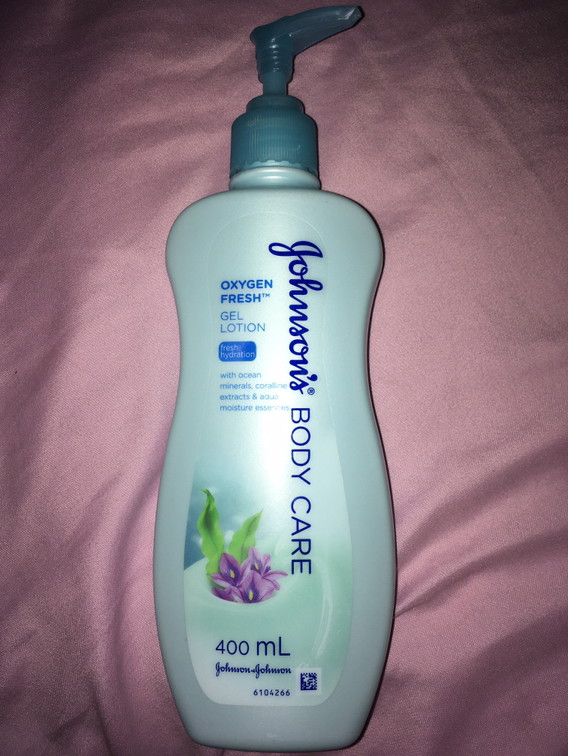 Johnson's® BODY CARE
OXYGEN
FRESH™
GEL
LOTION
fresh
hydration
with ocean
minerals, coralline
extracts & aqua
moisture essences
400 mL
Johnson & Johnson
6104266